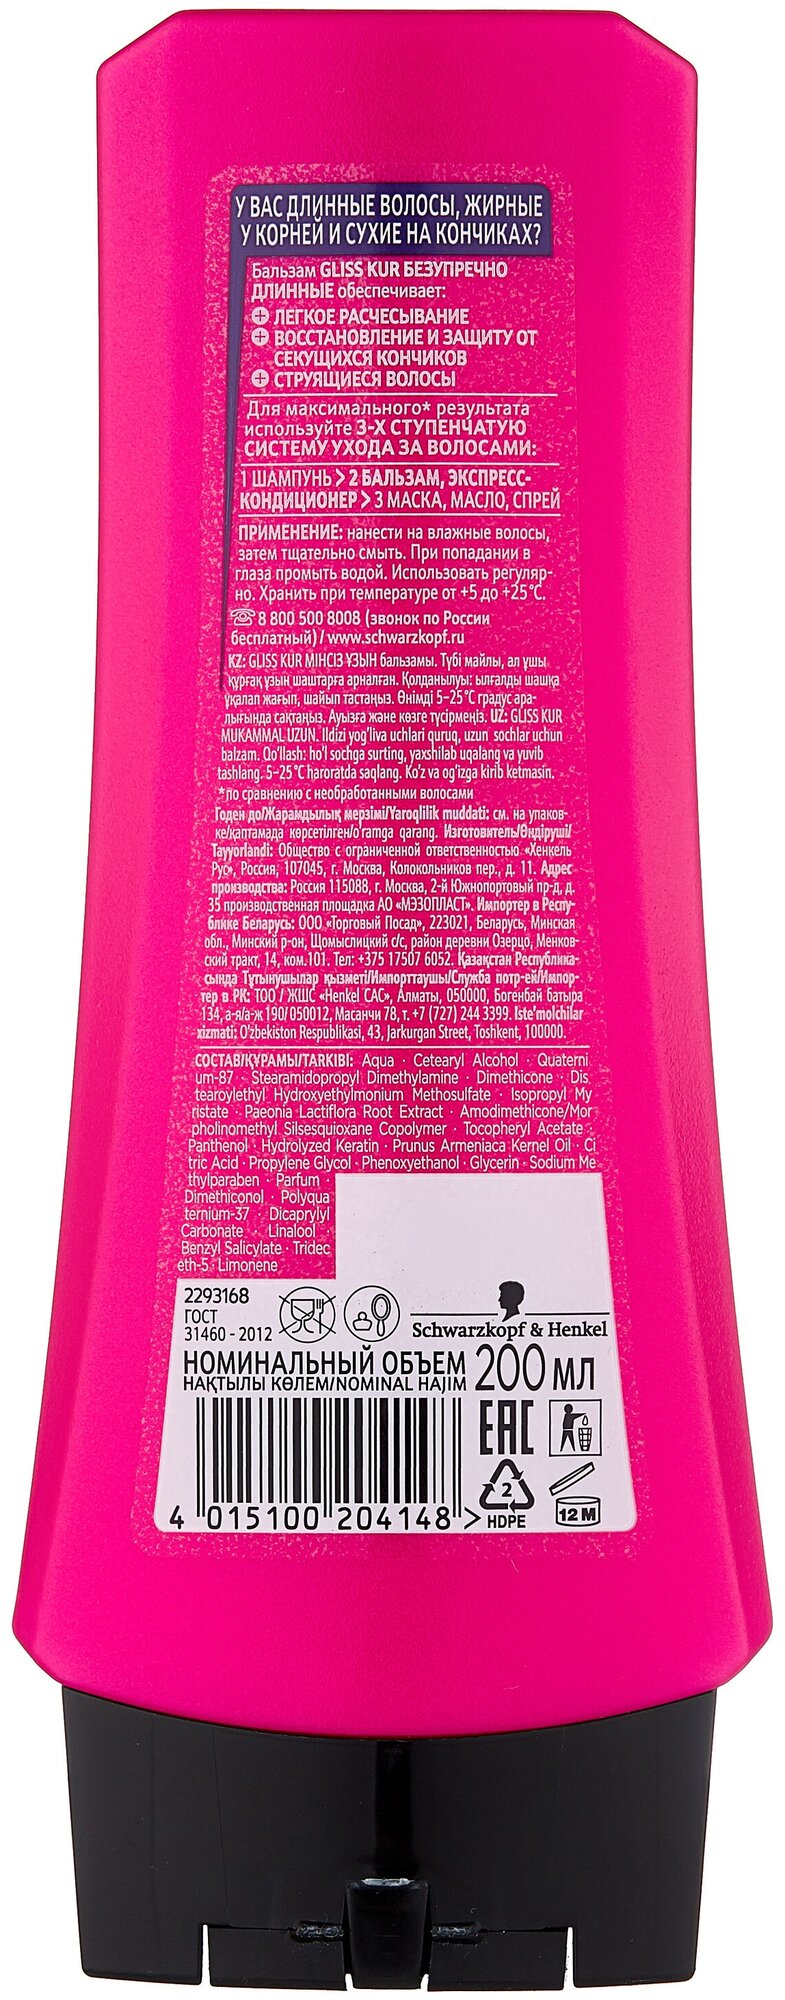 У ВАС ДЛИННЫЕ ВОЛОСЫ, ЖИРНЫЕ
У КОРНЕЙ И СУХИЕ НА КОНЧИКАХ?
Бальзам GLISS KUR БЕЗУПРЕЧНО
ДЛИННЫЕ обеспечивает:
ЛЕГКОЕ РАСЧЕСЫВАНИЕ
ВОССТАНОВЛЕНИЕ И ЗАЩИТУ ОТ
СЕКУЩИХСЯ КОНЧИКОВ
СТРУЯЩИЕСЯ ВОЛОСЫ
Для максимального* результата
используйте 3-Х СТУПЕНЧАТУЮ
СИСТЕМУ УХОДА ЗА ВОЛОСАМИ:
1 ШАМПУНЬ > 2 БАЛЬЗАМ, ЭКСПРЕСС-
КОНДИЦИОНЕР > 3 МАСКА, МАСЛО, СПРЕЙ
ПРИМЕНЕНИЕ: нанести на влажные волосы,
затем тщательно смыть. При попадании в
глаза промыть водой. Использовать регуляр-
но. Хранить при температуре от +5 до +25°C.
☏ 8 800 500 8008 (звонок по России
бесплатный) / www.schwarzkopf.ru
KZ: GLISS KUR МІНСІЗ ҰЗЫН бальзамы. Түбі майлы, ал ұшы
құрғақ ұзын шаштарға арналған. Қолданылуы: ылғалды шашқа
уқалап жағып, шайып тастаңыз. Өнімді 5–25°C градус ара-
лығында сақтаңыз. Ауызға және көзге түсірмеңіз. UZ: GLISS KUR
MUKAMMAL UZUN. Ildizi yog'liva uchlari quruq, uzun sochlar uchun
balzam. Qo'llash: ho'l sochga surting, yaxshilab uqalang va yuvib
tashlang. 5–25°C haroratda saqlang. Ko'z va og'izga kirib ketmasin.
*по сравнению с необработанными волосами
Годен до/Жарамдылық мерзімі/Yaroqlilik muddati: см. на упаков-
ке/қаптамада көрсетілген/o'ramga qarang. Изготовитель/Өндіруші/
Tayyorlandi: Общество с ограниченной ответственностью «Хенкель
Рус», Россия, 107045, г. Москва, Колокольников пер., д. 11. Адрес
производства: Россия 115088, г. Москва, 2-й Южнопортовый пр-д, д.
35 производственная площадка АО «МЭЗОПЛАСТ». Импортер в Респу-
блике Беларусь: ООО «Торговый Посад», 223021, Беларусь, Минская
обл., Минский р-он, Щомыслицкий с/с, район деревни Озерцо, Менков-
ский тракт, 14, ком.101. Тел: +375 17507 6052. Қазақстан Республика-
сында Тұтынушылар қызметі/Импорттаушы/Служба потр-ей/Импор-
тер в РК: ТОО / ЖШС «Henkel САС», Алматы, 050000, Богенбай батыра
134, а-я/а-ж 190/ 050012, Масанчи 78, т. +7 (727) 244 3399. Iste'molchilar
xizmati: O'zbekiston Respublikasi, 43, Jarkurgan Street, Toshkent, 100000.
СОСТАВ/ҚҰРАМЫ/TARKIBI: Aqua · Cetearyl Alcohol · Quaterni
um-87 · Stearamidopropyl Dimethylamine · Dimethicone · Dis
tearoylethyl Hydroxyethylmonium Methosulfate · Isopropyl My
ristate · Paeonia Lactiflora Root Extract · Amodimethicone/Mor
pholinomethyl Silsesquioxane Copolymer · Tocopheryl Acetate ·
Panthenol · Hydrolyzed Keratin · Prunus Armeniaca Kernel Oil · Ci
tric Acid · Propylene Glycol · Phenoxyethanol · Glycerin · Sodium Me
thylparaben · Parfum ·
Dimethiconol · Polyqua
ternium-37 · Dicaprylyl
Carbonate · Linalool ·
Benzyl Salicylate · Tridec
eth-5 · Limonene
2293168
ГОСТ
31460 - 2012
Schwarzkopf & Henkel
НОМИНАЛЬНЫЙ ОБЪЕМ 200 МЛ
НАҚТЫЛЫ КӨЛЕМ/NOMINAL HAJIM
EAC
2
HDPE
12 M
4 015100 204148 >